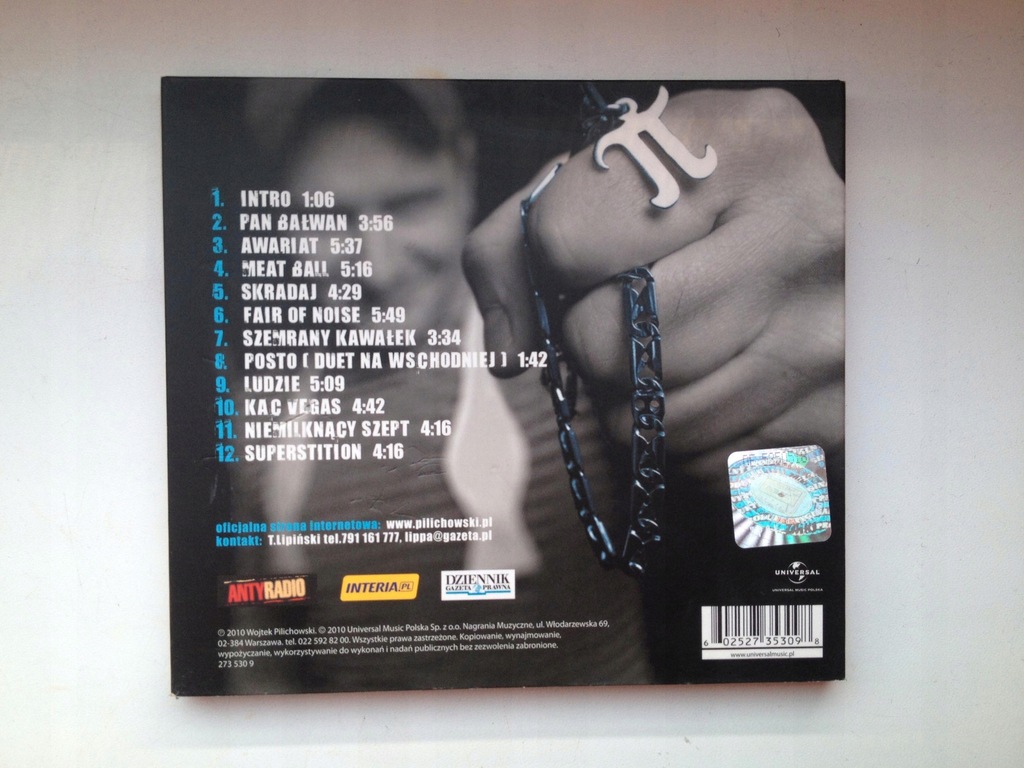 1. INTRO 1:06
2. PAN BAŁWAN 3:56
3. AWARIAT 5:37
4. MEAT BALL 5:16
5. SKRADAJ 4:29
6. FAIR OF NOISE 5:49
7. SZEMRANY KAWAŁEK 3:34
8. POSTO ( DUET NA WSCHODNIEJ ) 1:42
9. LUDZIE 5:09
10. KAC VEGAS 4:42
11. NIEMILKNĄCY SZEPT 4:16
12. SUPERSTITION 4:16
oficjalna strona internetowa: www.pilichowski.pl
kontakt: T.Lipiński tel.791 161 777, lippa@gazeta.pl
ANTYRADIO
INTERIA.PL
DZIENNIK
GAZETA PRAWNA
℗ 2010 Wojtek Pilichowski. © 2010 Universal Music Polska Sp. z o.o. Nagrania Muzyczne, ul. Włodarzewska 69,
02-384 Warszawa. tel. 022 592 82 00. Wszystkie prawa zastrzeżone. Kopiowanie, wynajmowanie,
wypożyczanie, wykorzystywanie do wykonań i nadań publicznych bez zezwolenia zabronione.
273 530 9
UNIVERSAL
UNIVERSAL MUSIC POLSKA
6 02527 35309 8
www.universalmusic.pl